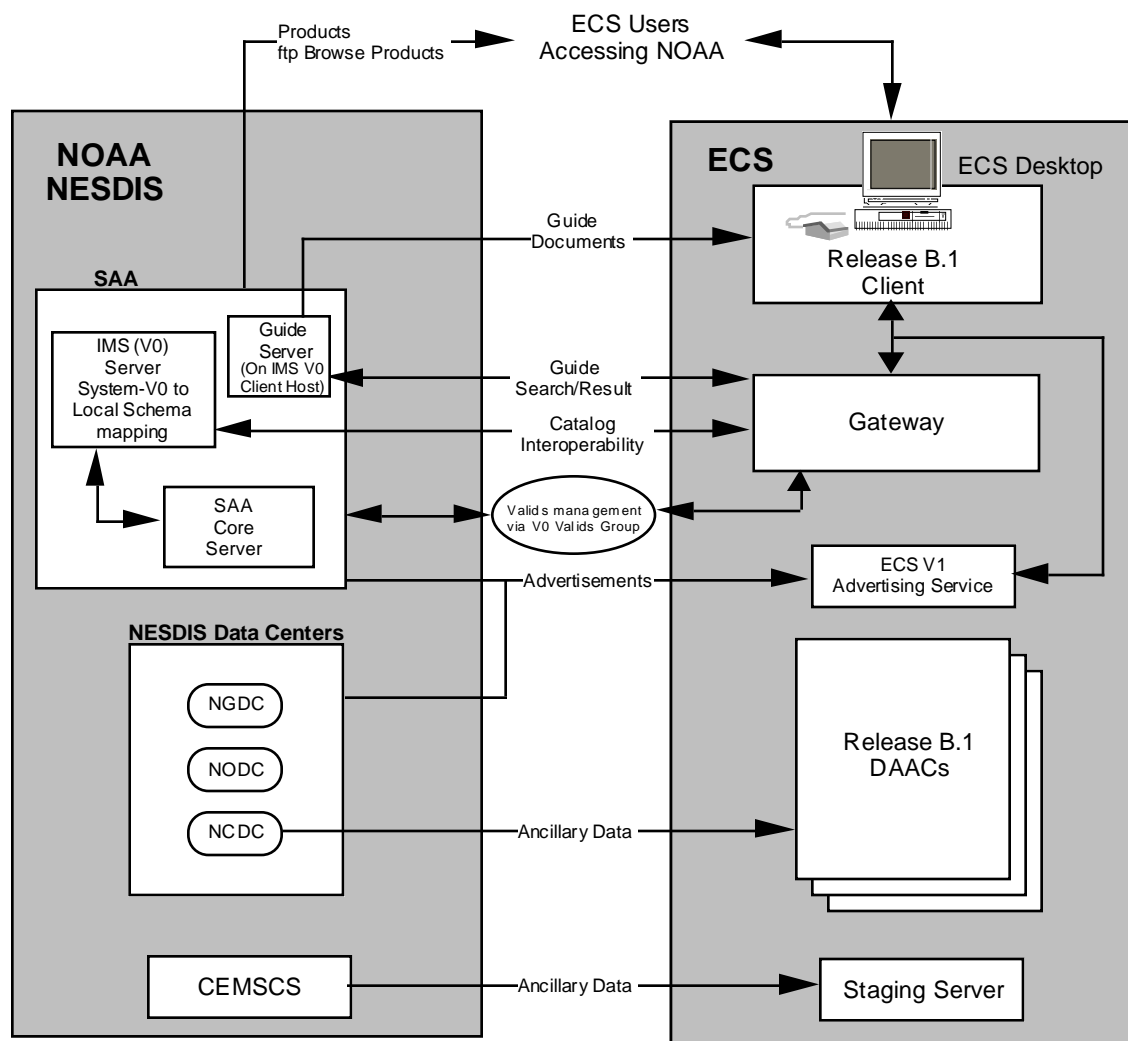 Products
ftp Browse Products
ECS Users
Accessing NOAA
NOAA
NESDIS
ECS
ECS Desktop
Guide
Documents
Release B.1
Client
SAA
IMS (V0)
Server
System-V0 to
Local Schema
mapping
Guide
Server
(On IMS V0
Client Host)
Guide
Search/Result
Catalog
Interoperability
Gateway
SAA
Core
Server
Valids management
via V0 Valids Group
Advertisements
ECS V1
Advertising Service
NESDIS Data Centers
NGDC
NODC
NCDC
Release B.1
DAACs
Ancillary Data
CEMSCS
Ancillary Data
Staging Server